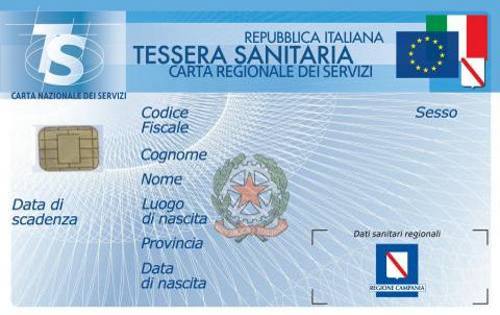 TS
CARTA NAZIONALE DEI SERVIZI
REPUBBLICA ITALIANA
TESSERA SANITARIA
CARTA REGIONALE DEI SERVIZI
Codice
Fiscale
Sesso
Cognome
Nome
Data di
scadenza
Luogo
di nascita
Provincia
Data
di nascita
Dati sanitari regionali
REGIONE CAMPANIA